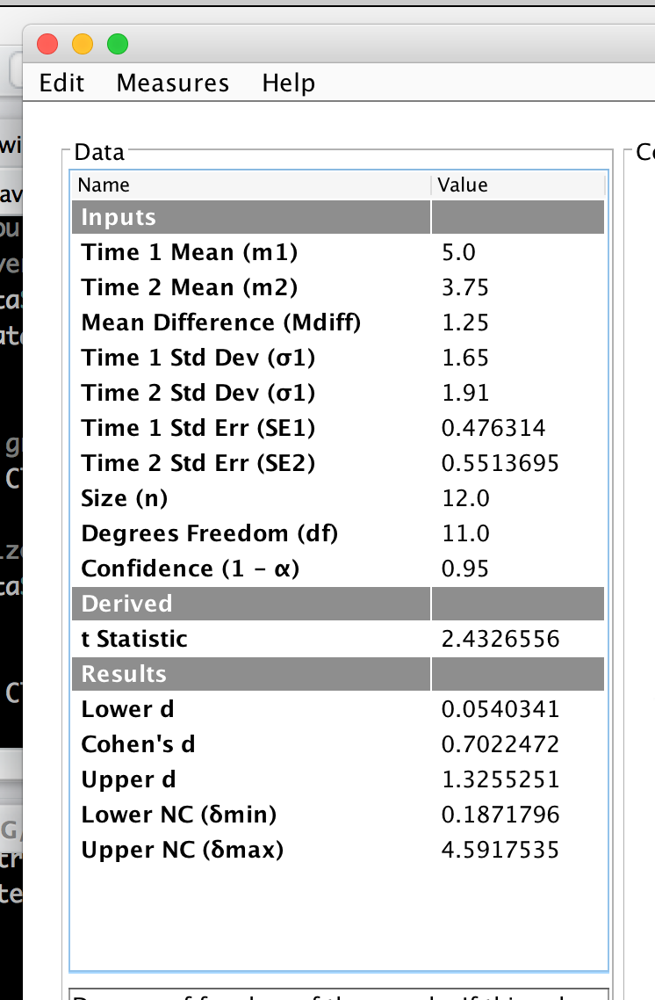 Edit Measures Help
Data
Name Value
Inputs
Time 1 Mean (m1) 5.0
Time 2 Mean (m2) 3.75
Mean Difference (Mdiff) 1.25
Time 1 Std Dev (σ1) 1.65
Time 2 Std Dev (σ1) 1.91
Time 1 Std Err (SE1) 0.476314
Time 2 Std Err (SE2) 0.5513695
Size (n) 12.0
Degrees Freedom (df) 11.0
Confidence (1 - α) 0.95
Derived
t Statistic 2.4326556
Results
Lower d 0.0540341
Cohen's d 0.7022472
Upper d 1.3255251
Lower NC (δmin) 0.1871796
Upper NC (δmax) 4.5917535